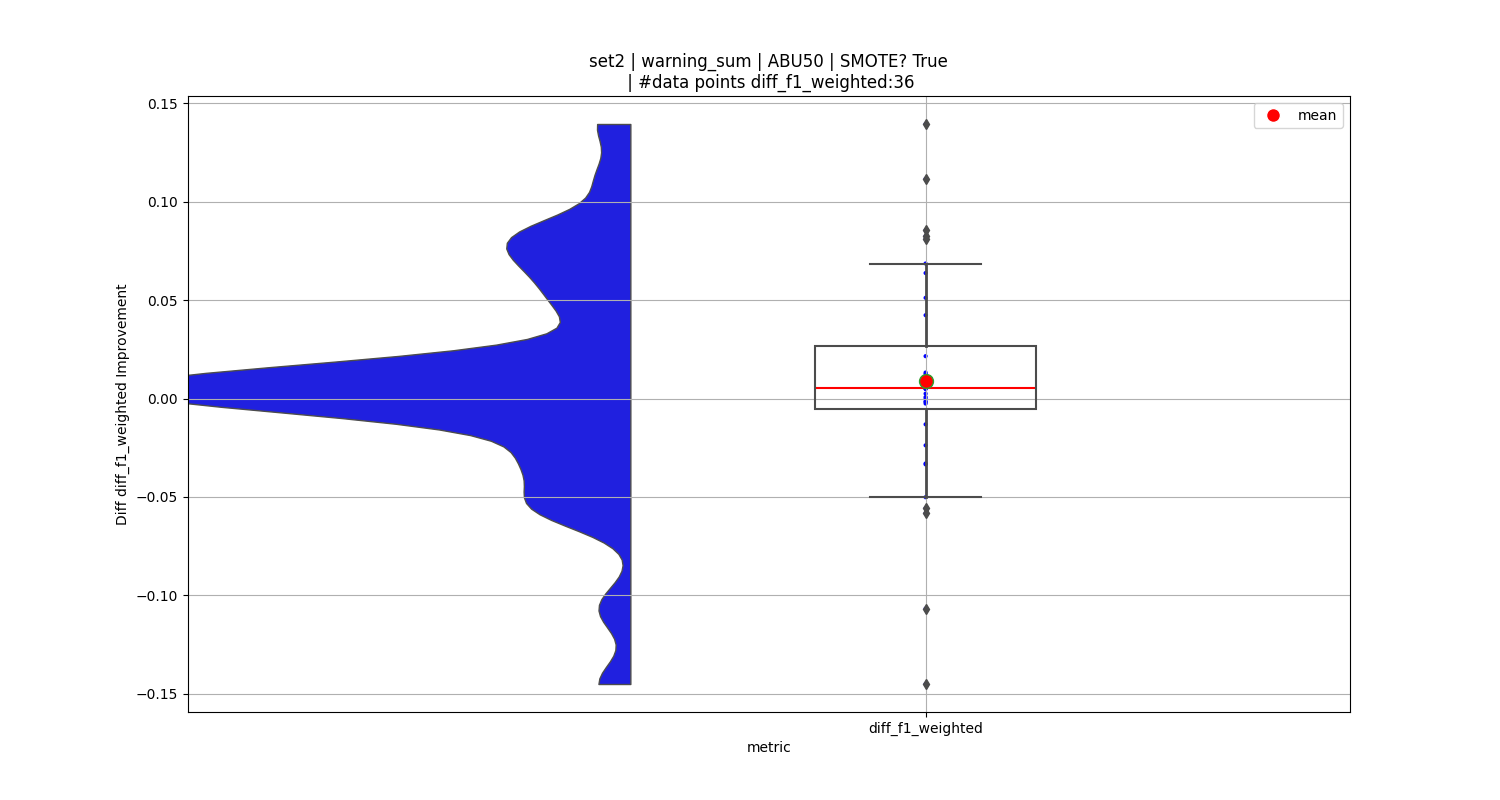 set2 | warning_sum | ABU50 | SMOTE? True
| #data points diff_f1_weighted:36
mean
0.15
0.10
0.05
0.00
−0.05
−0.10
−0.15
Diff diff_f1_weighted Improvement
diff_f1_weighted
metric